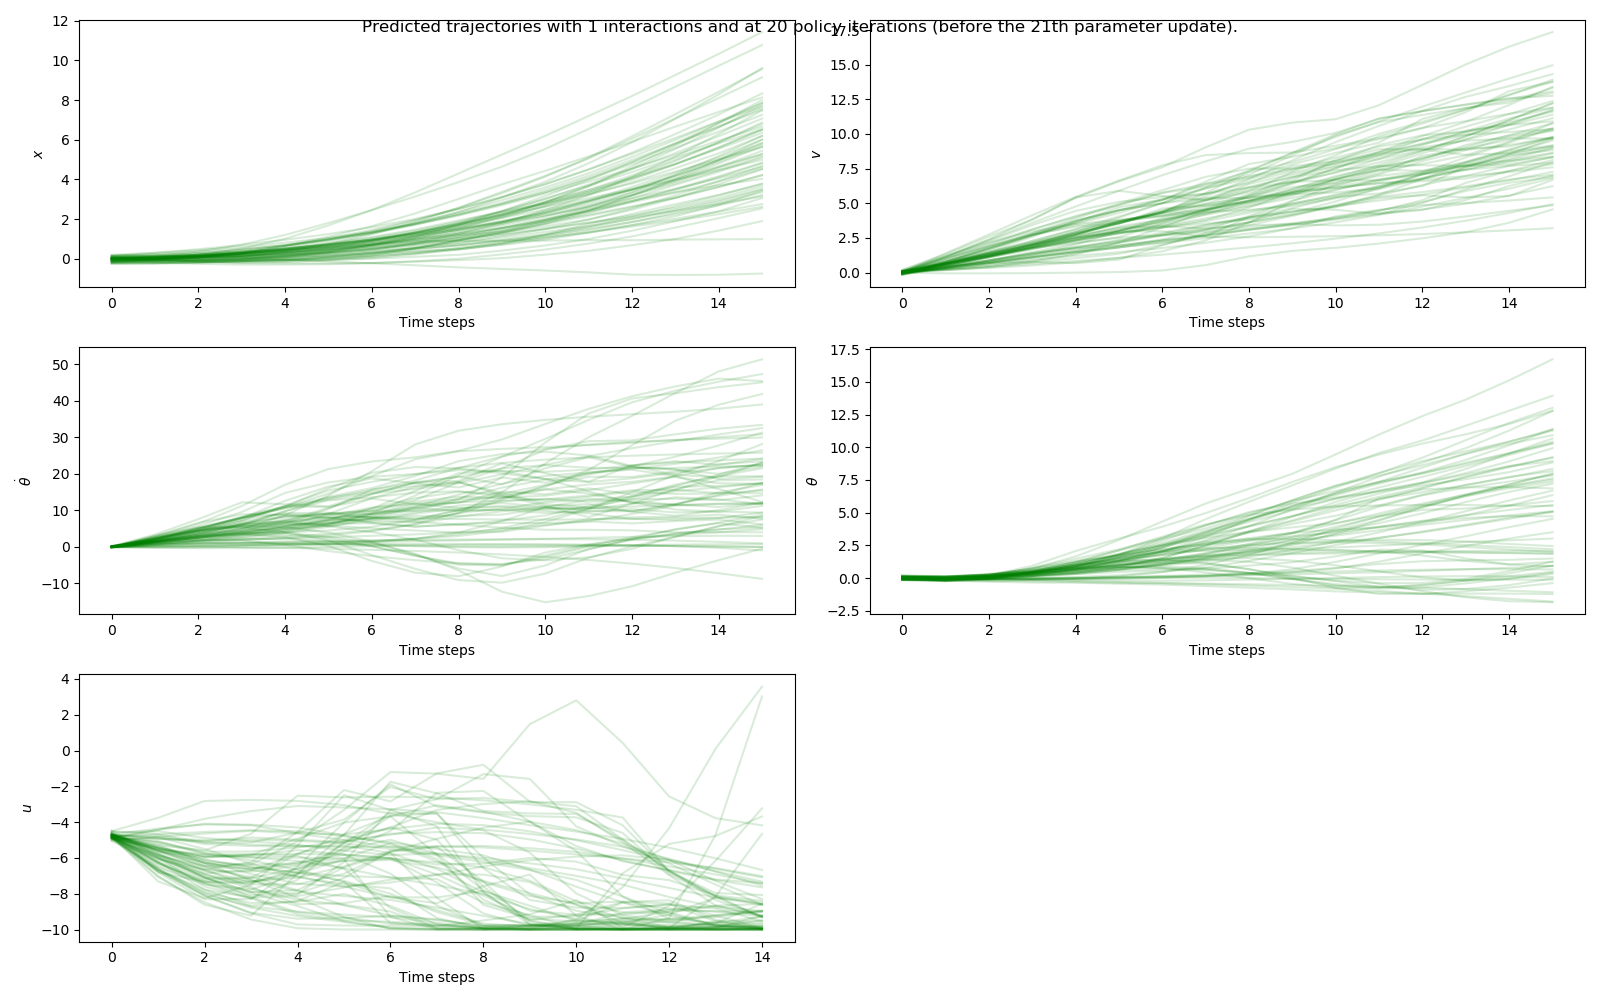 Predicted trajectories with 1 interactions and at 20 policy iterations (before the 21th parameter update).
12
10
8
6
4
2
0
x
0 2 4 6 8 10 12 14
Time steps
17.5
15.0
12.5
10.0
7.5
5.0
2.5
0.0
v
0 2 4 6 8 10 12 14
Time steps
50
40
30
20
10
0
−10
θ̇
0 2 4 6 8 10 12 14
Time steps
17.5
15.0
12.5
10.0
7.5
5.0
2.5
0.0
−2.5
θ
0 2 4 6 8 10 12 14
Time steps
4
2
0
−2
−4
−6
−8
−10
u
0 2 4 6 8 10 12 14
Time steps